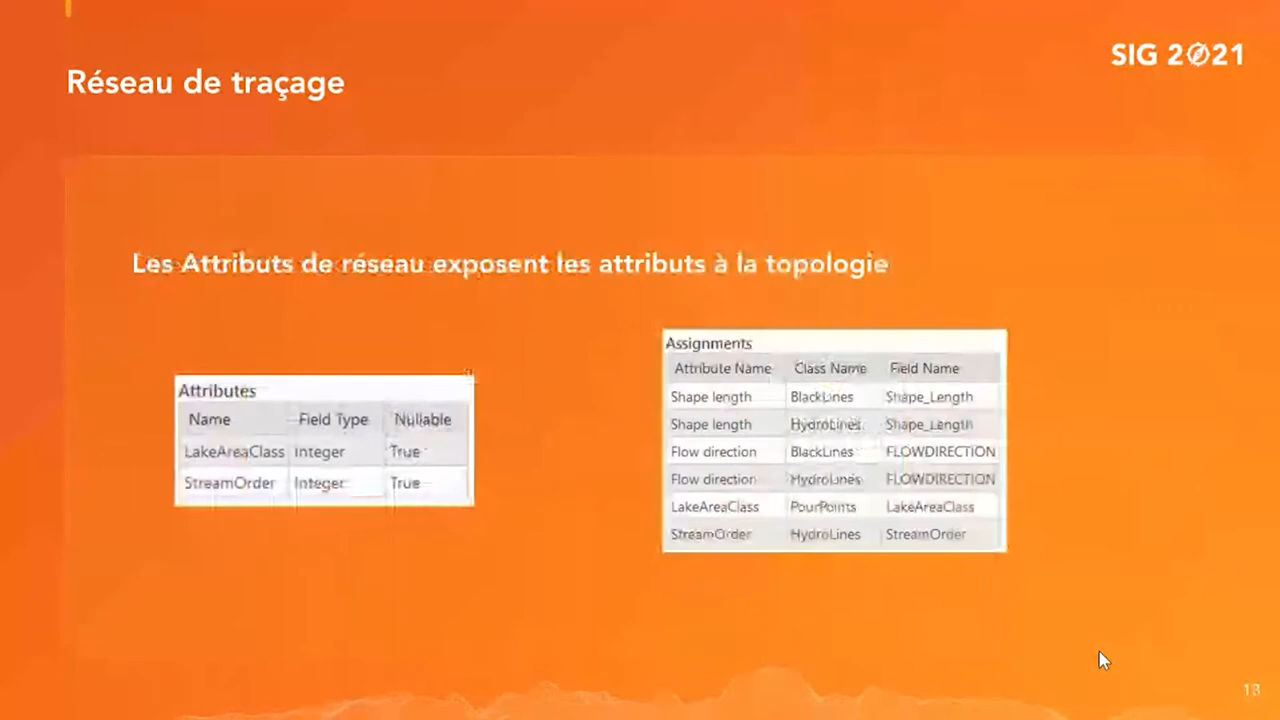 SIG 2021
Réseau de traçage
Les Attributs de réseau exposent les attributs à la topologie
Attributes
Name Field Type Nullable
LakeAreaClass Integer True
StreamOrder Integer True
Assignments
Attribute Name Class Name Field Name
Shape length BlackLines Shape_Length
Shape length HydroLines Shape_Length
Flow direction BlackLines FLOWDIRECTION
Flow direction HydroLines FLOWDIRECTION
LakeAreaClass PourPoints LakeAreaClass
StreamOrder HydroLines StreamOrder
13